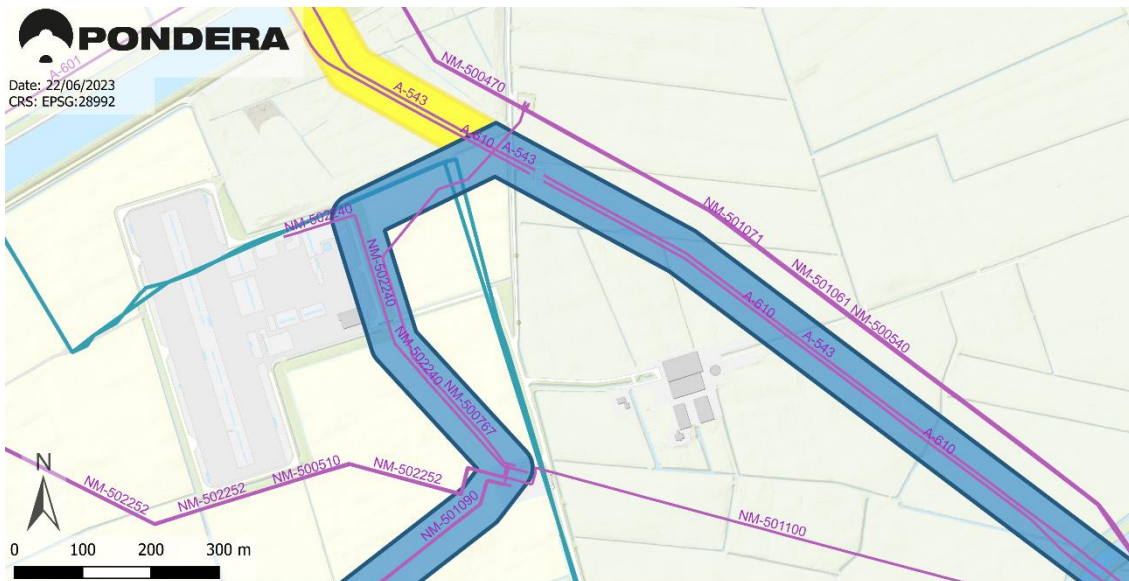 PONDERA
A-601
Date: 22/06/2023
CRS: EPSG:28992
NM-500470
A-543
A-610
A-543
NM-502240
NM-501071
NM-502240
NM-501061
NM-500540
A-610
A-543
NM-502240
NM-500767
A-610
NM-500510
NM-502252
NM-502252
NM-502252
NM-501090
NM-501100
N
0 100 200 300 m